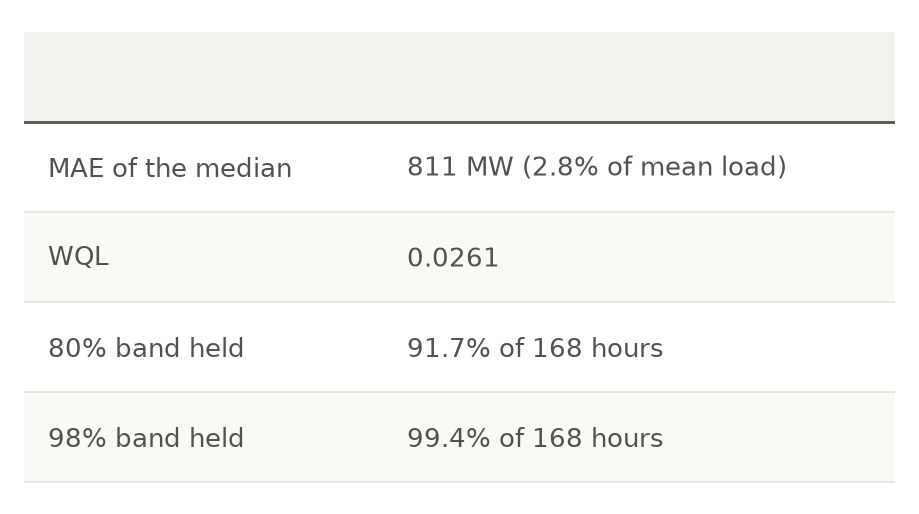 MAE of the median 811 MW (2.8% of mean load)
WQL 0.0261
80% band held 91.7% of 168 hours
98% band held 99.4% of 168 hours